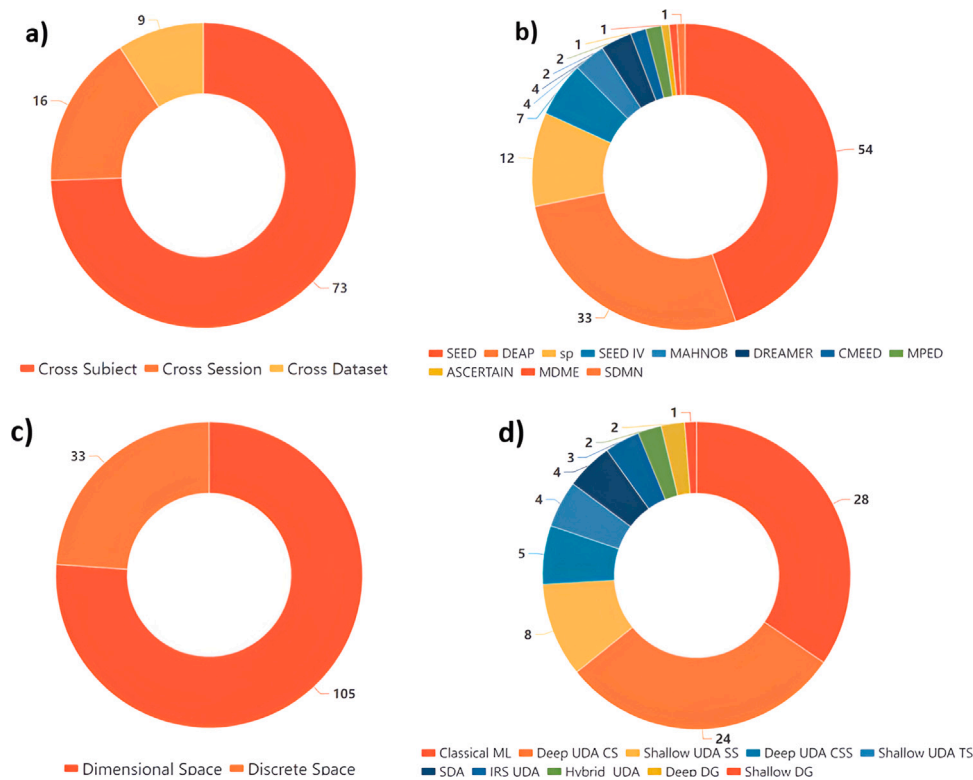 a)
9
16
73
Cross Subject Cross Session Cross Dataset
b)
1
1
1
2
2
4
4
7
12
33
54
SEED DEAP sp SEED IV MAHNOB DREAMER CMEED MPED
ASCERTAIN MDME SDMN
c)
33
105
Dimensional Space Discrete Space
d)
1
2
2
3
4
4
5
8
24
28
Classical ML Deep UDA CS Shallow UDA SS Deep UDA CSS Shallow UDA TS
SDA IRS UDA Hybrid UDA Deep DG Shallow DG